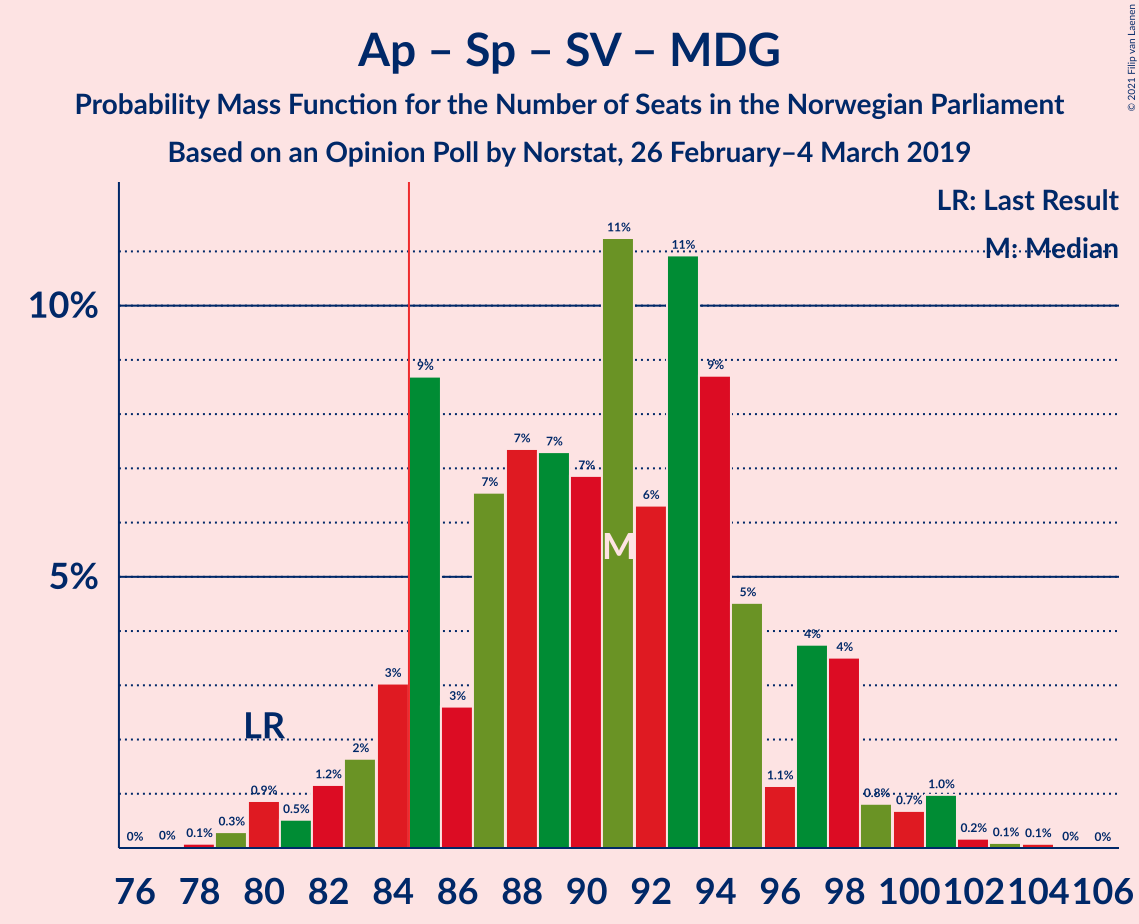 Ap – Sp – SV – MDG
Probability Mass Function for the Number of Seats in the Norwegian Parliament
Based on an Opinion Poll by Norstat, 26 February–4 March 2019
© 2021 Filip van Laenen
LR: Last Result
M: Median
10%
5%
0% 0% 0.1% 0.3% 0.9% 0.5% 1.2% 2% 3% 9% 3% 7% 7% 7% 7% 11% 6% 11% 9% 5% 1.1% 4% 4% 0.8% 0.7% 1.0% 0.2% 0.1% 0.1% 0% 0%
LR
M
76 78 80 82 84 86 88 90 92 94 96 98 100 102 104 106